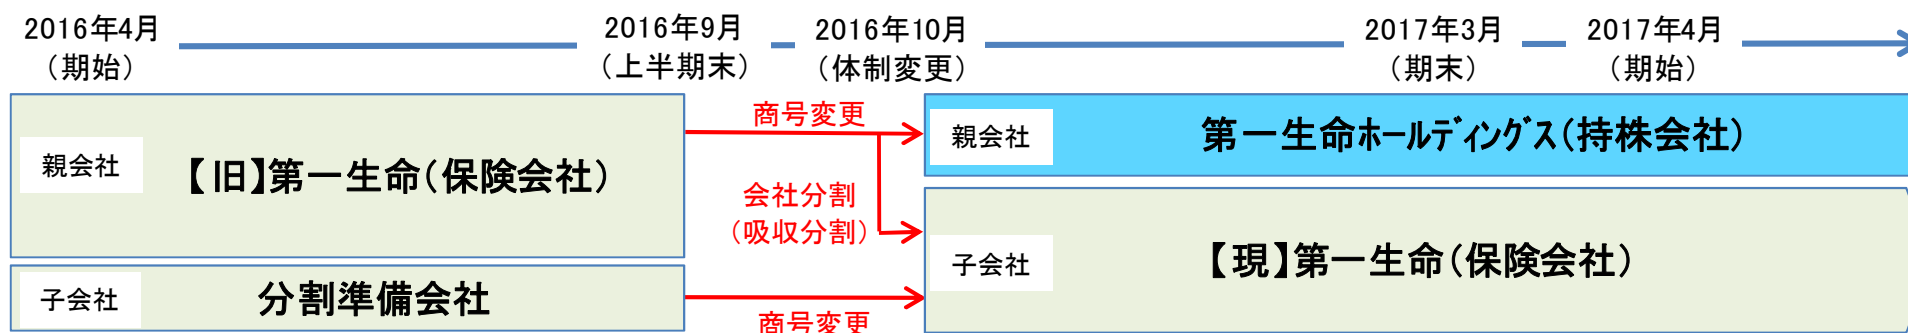 2016年4月
（期始）
2016年9月
（上半期末）
2016年10月
（体制変更）
2017年3月
（期末）
2017年4月
（期始）
親会社
【旧】第一生命（保険会社）
子会社
分割準備会社
商号変更
会社分割
（吸収分割）
商号変更
親会社
第一生命ホールディングス（持株会社）
子会社
【現】第一生命（保険会社）